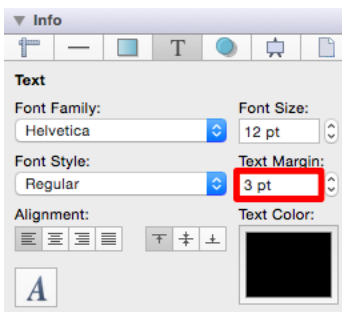 Info
T
Text
Font Family: Font Size:
Helvetica 12 pt
Font Style: Text Margin:
Regular 3 pt
Alignment: Text Color:
A